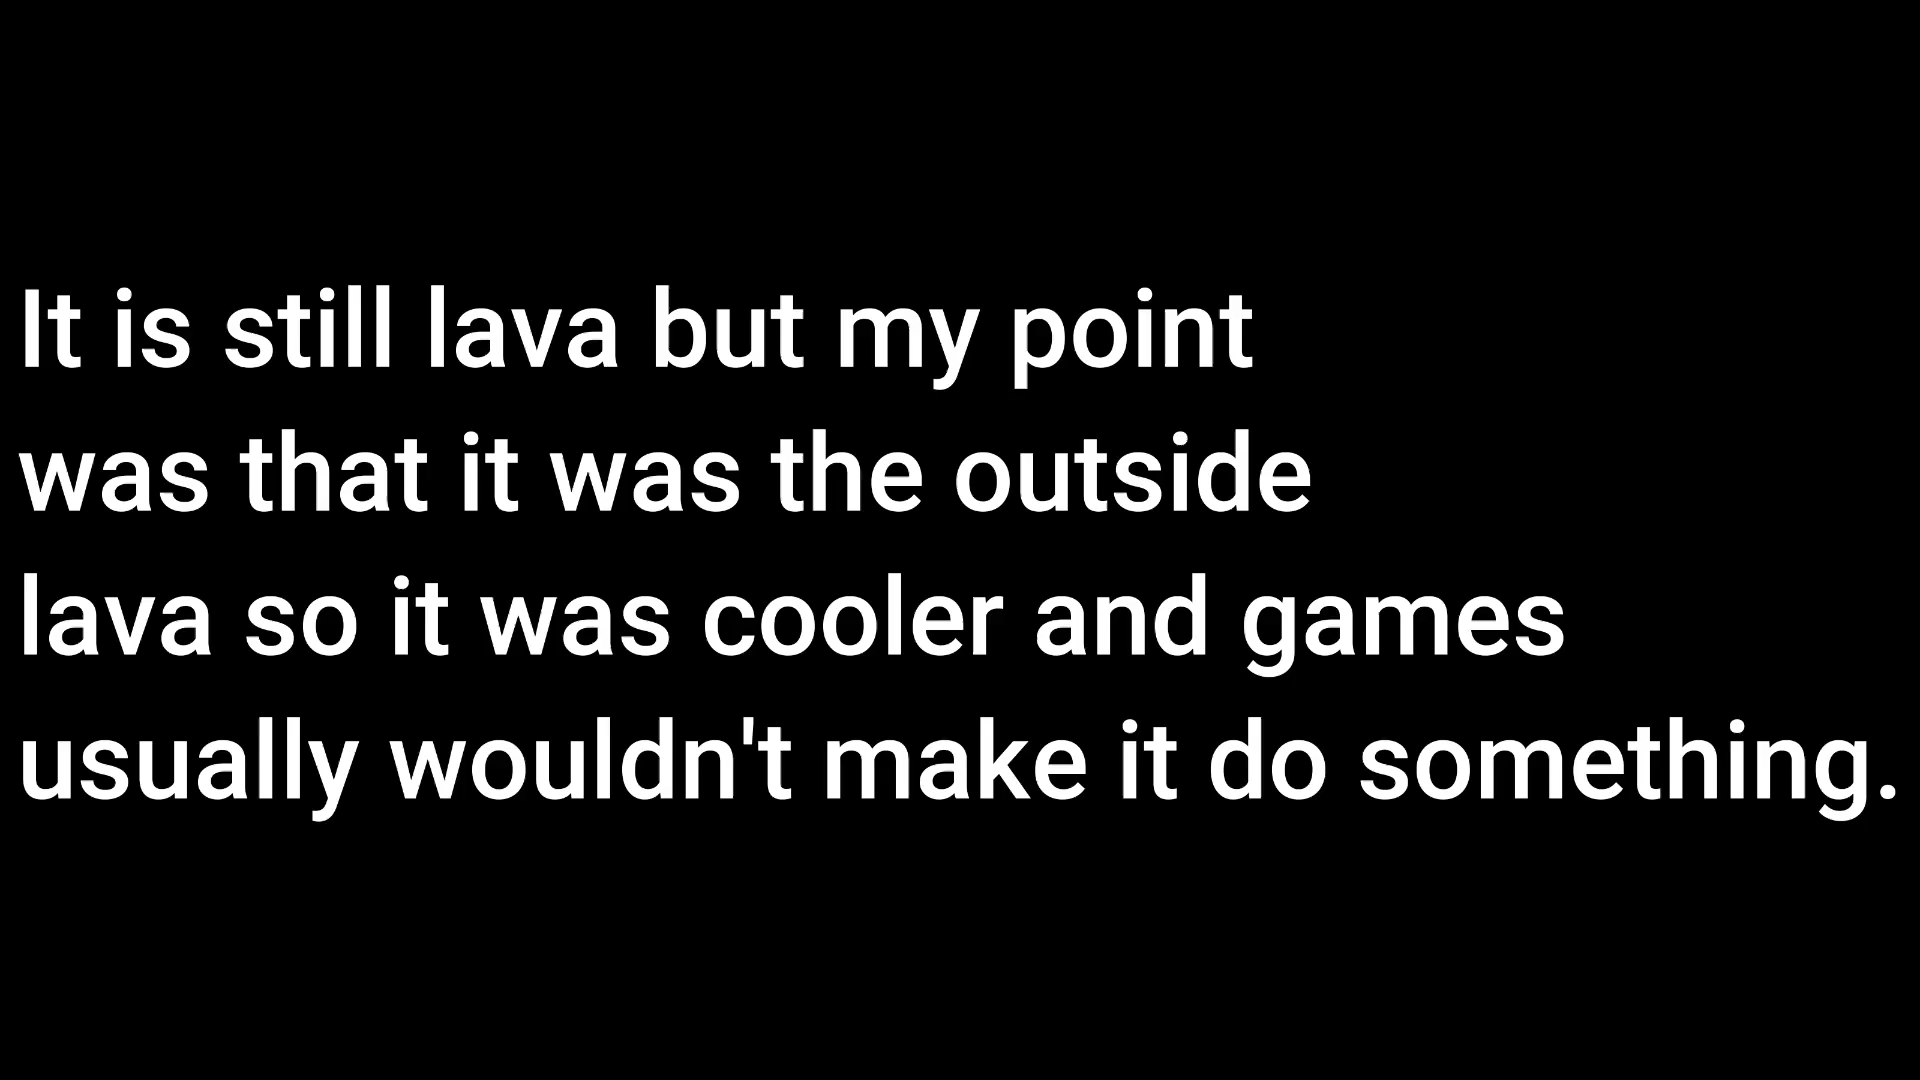 It is still lava but my point
was that it was the outside
lava so it was cooler and games
usually wouldn't make it do something.